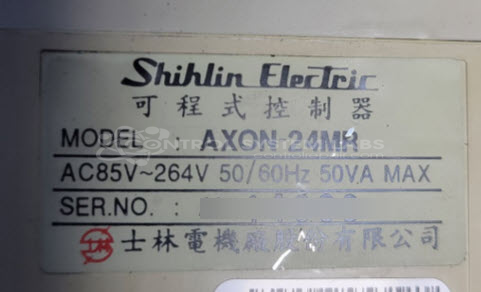 Shihlin Electric
可程式控制器
MODEL : AXON-24MR
AC85V~264V 50/60Hz 50VA MAX
SER.NO. :
士林電機廠股份有限公司